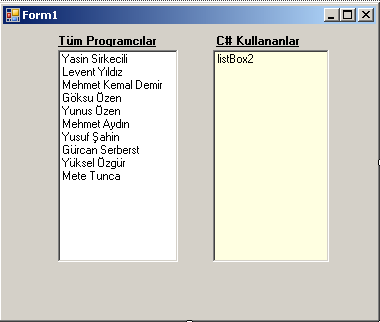 Form1
Tüm Programcılar
Yasin Sirkecili
Levent Yıldız
Mehmet Kemal Demir
Göksu Üzen
Yunus Özen
Mehmet Aydın
Yusuf Şahin
Gürcan Serberst
Yüksel Özgür
Mete Tunca
C# Kullananlar
listBox2